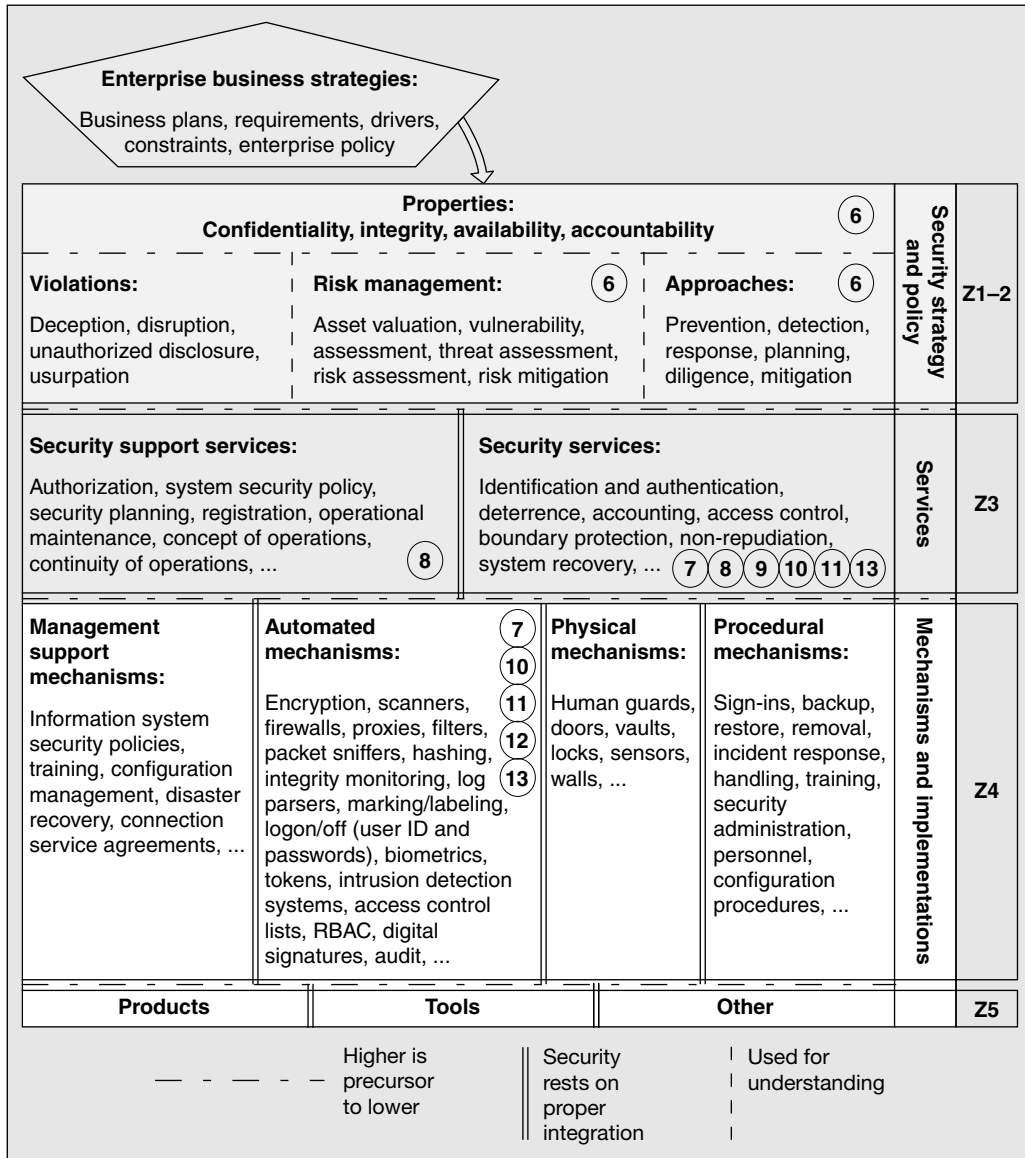 Enterprise business strategies:
Business plans, requirements, drivers,
constraints, enterprise policy
Properties:
Confidentiality, integrity, availability, accountability
6
Violations:
Deception, disruption,
unauthorized disclosure,
usurpation
Risk management:
6
Asset valuation, vulnerability,
assessment, threat assessment,
risk assessment, risk mitigation
Approaches:
6
Prevention, detection,
response, planning,
diligence, mitigation
Security strategy
and policy
Z1–2
Security support services:
Authorization, system security policy,
security planning, registration, operational
maintenance, concept of operations,
continuity of operations, ...
8
Security services:
Identification and authentication,
deterrence, accounting, access control,
boundary protection, non-repudiation,
system recovery, ...
7 8 9 10 11 13
Services
Z3
Management
support
mechanisms:
Information system
security policies,
training, configuration
management, disaster
recovery, connection
service agreements, ...
Automated
mechanisms:
7
10
11
12
13
Encryption, scanners,
firewalls, proxies, filters,
packet sniffers, hashing,
integrity monitoring, log
parsers, marking/labeling,
logon/off (user ID and
passwords), biometrics,
tokens, intrusion detection
systems, access control
lists, RBAC, digital
signatures, audit, ...
Physical
mechanisms:
Human guards,
doors, vaults,
locks, sensors,
walls, ...
Procedural
mechanisms:
Sign-ins, backup,
restore, removal,
incident response,
handling, training,
security
administration,
personnel,
configuration
procedures, ...
Mechanisms and implementations
Z4
Products
Tools
Other
Z5
Higher is
precursor
to lower
Security
rests on
proper
integration
Used for
understanding